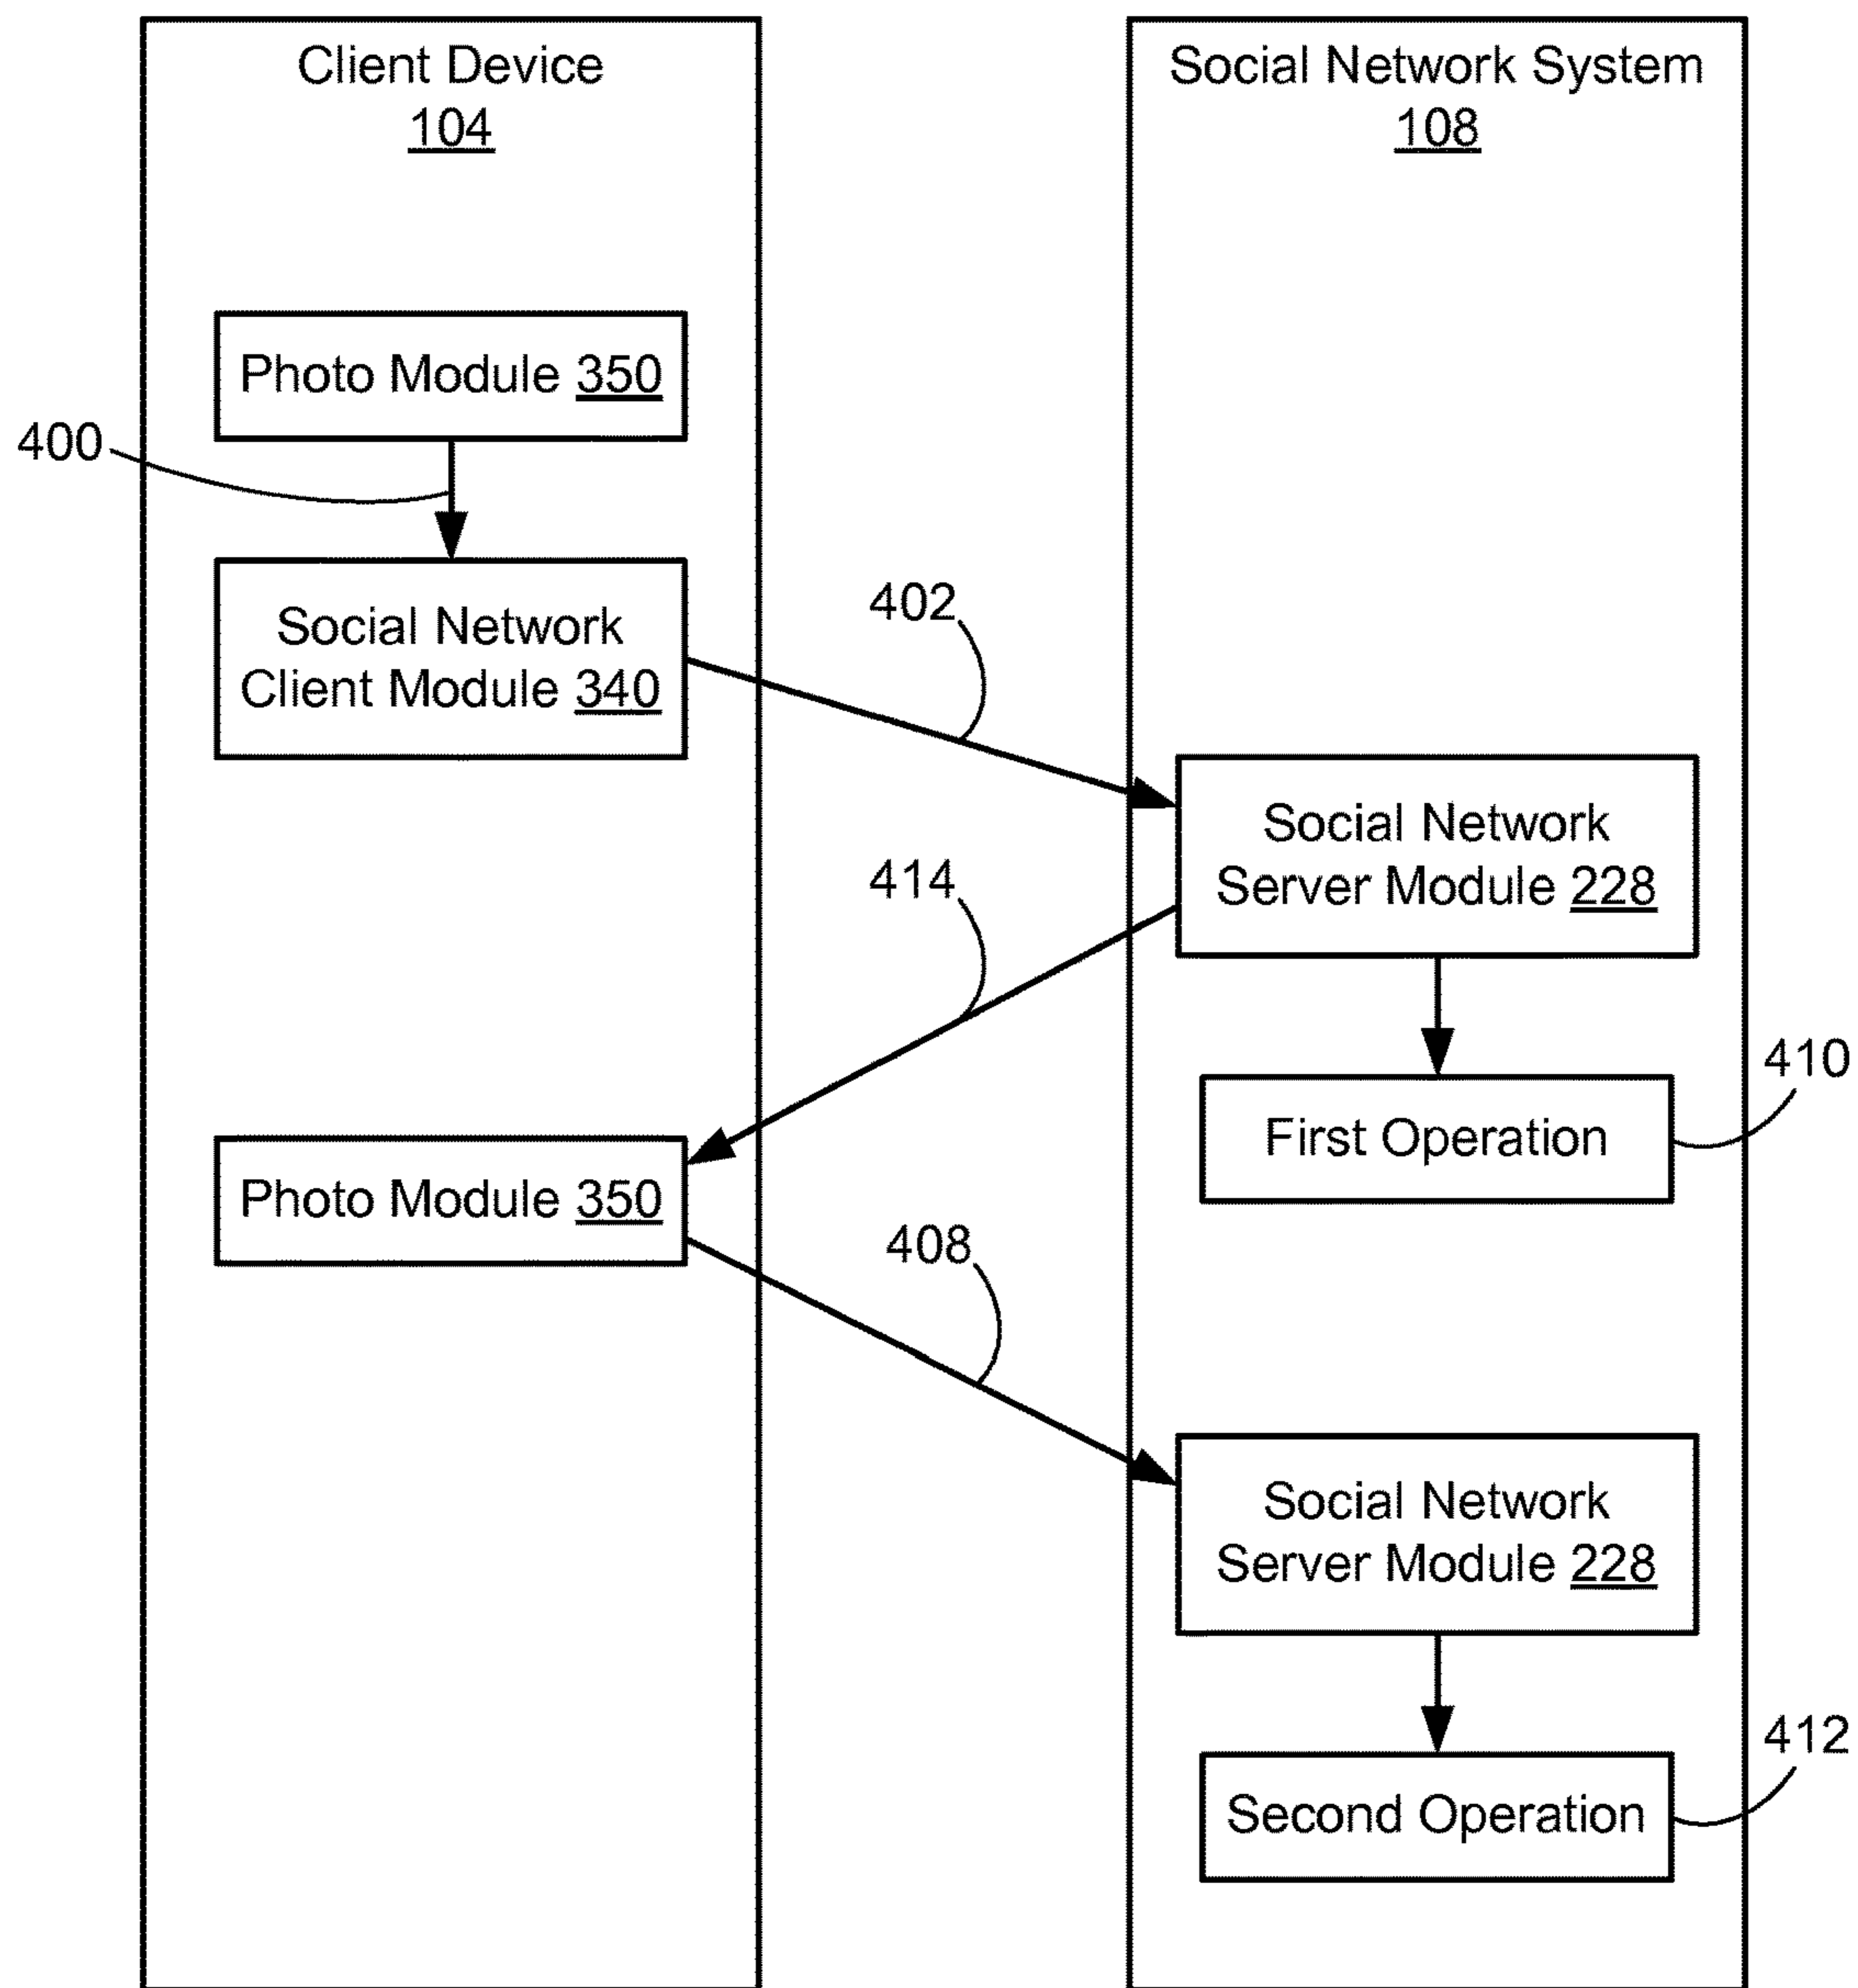 Client Device
104
Social Network System
108
Photo Module 350
400
Social Network
Client Module 340
402
Social Network
Server Module 228
414
410
First Operation
Photo Module 350
408
Social Network
Server Module 228
412
Second Operation